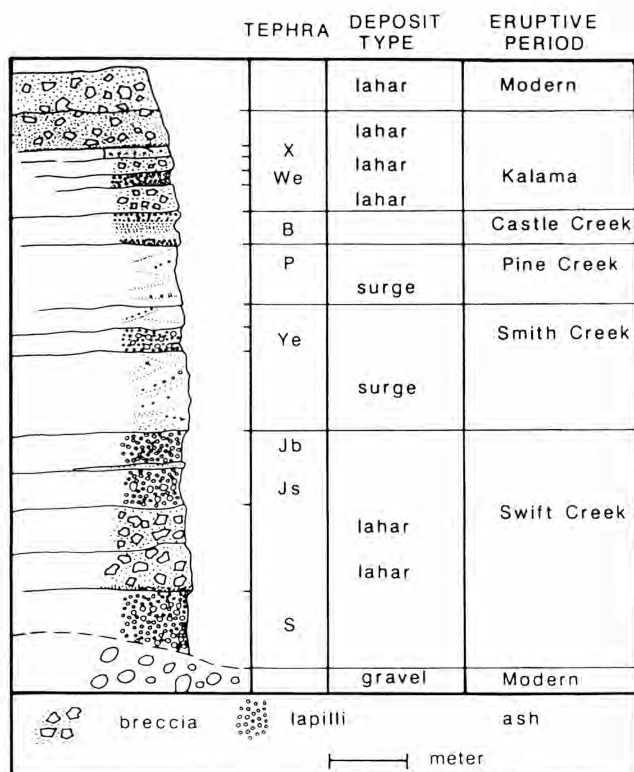 TEPHRA DEPOSIT TYPE ERUPTIVE PERIOD
lahar Modern
lahar
X
lahar
We Kalama
lahar
B Castle Creek
P Pine Creek
surge
Ye Smith Creek
surge
Jb
Js
Swift Creek
lahar
lahar
S
gravel Modern
breccia lapilli ash
meter